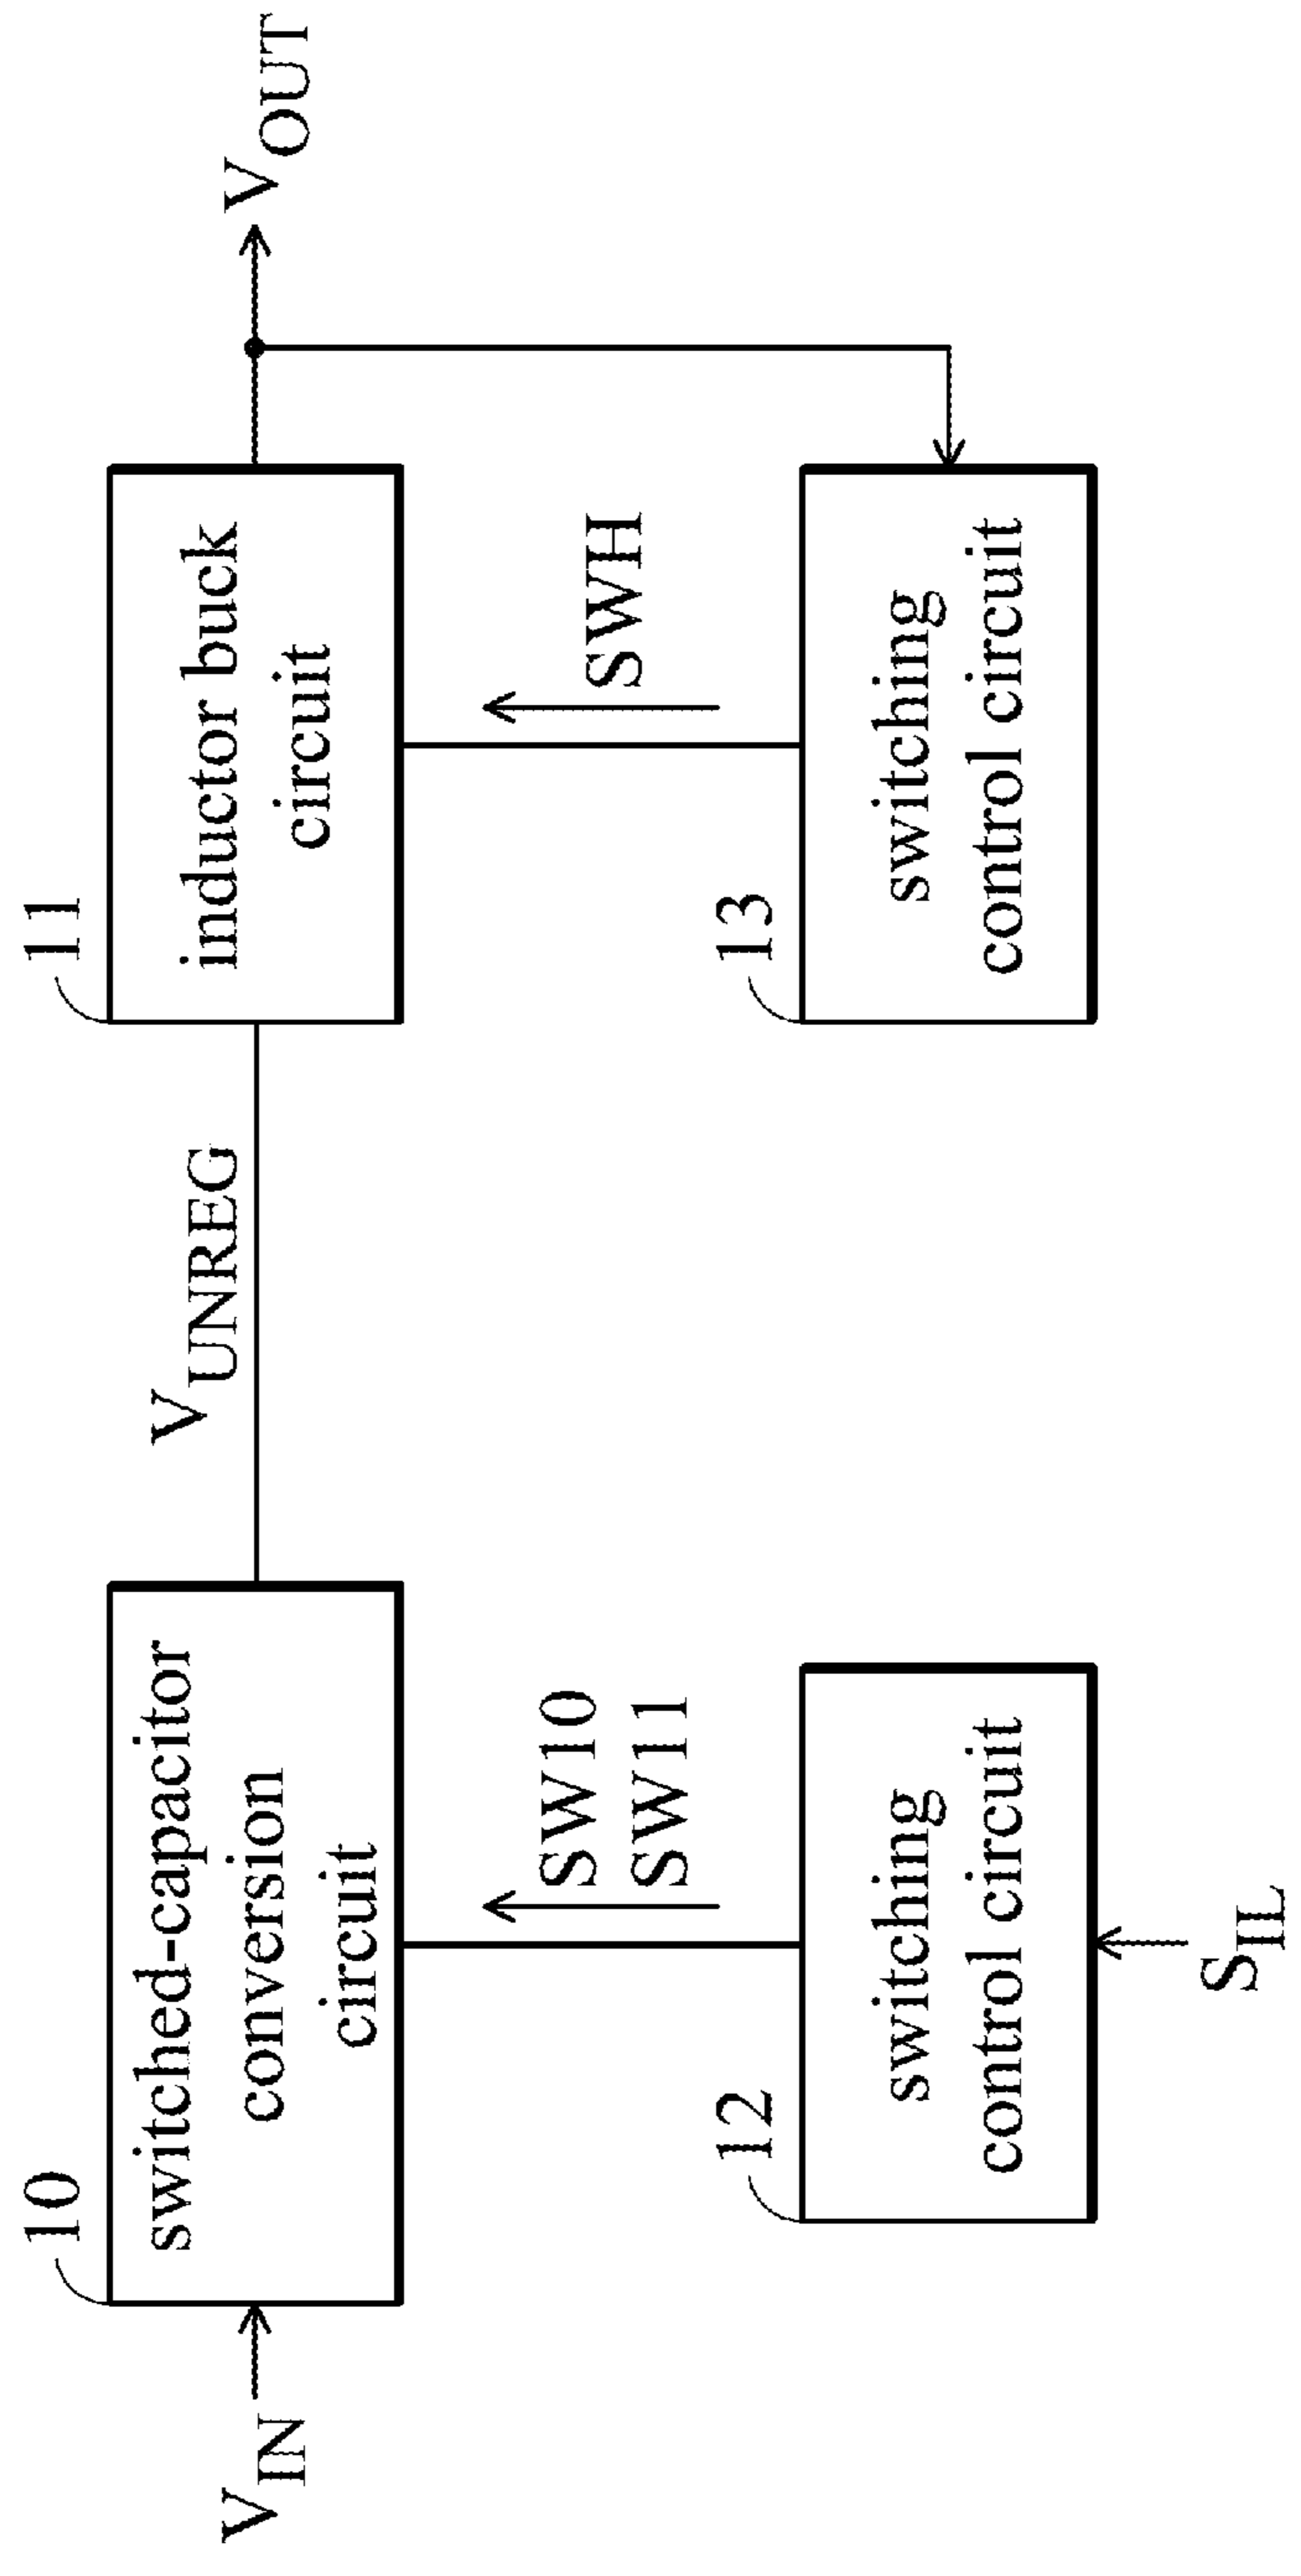 10
11
V_IN
switched-capacitor
conversion
circuit
V_UNREG
inductor buck
circuit
V_OUT
SW10
SW11
SWH
12
13
switching
control circuit
switching
control circuit
S_IL